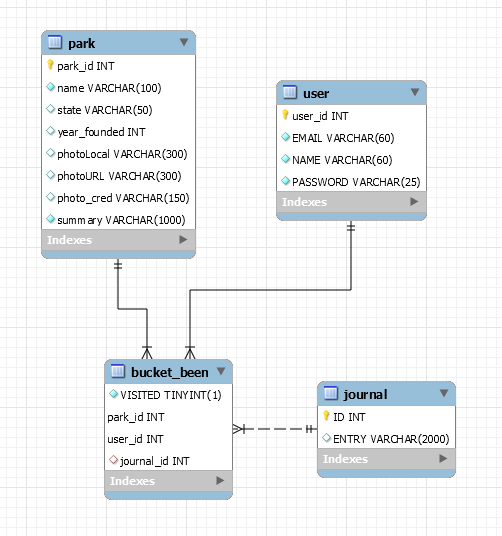 park
park_id INT
name VARCHAR(100)
state VARCHAR(50)
year_founded INT
photoLocal VARCHAR(300)
photoURL VARCHAR(300)
photo_cred VARCHAR(150)
summary VARCHAR(1000)
Indexes
user
user_id INT
EMAIL VARCHAR(60)
NAME VARCHAR(60)
PASSWORD VARCHAR(25)
Indexes
bucket_been
VISITED TINYINT(1)
park_id INT
user_id INT
journal_id INT
Indexes
journal
ID INT
ENTRY VARCHAR(2000)
Indexes